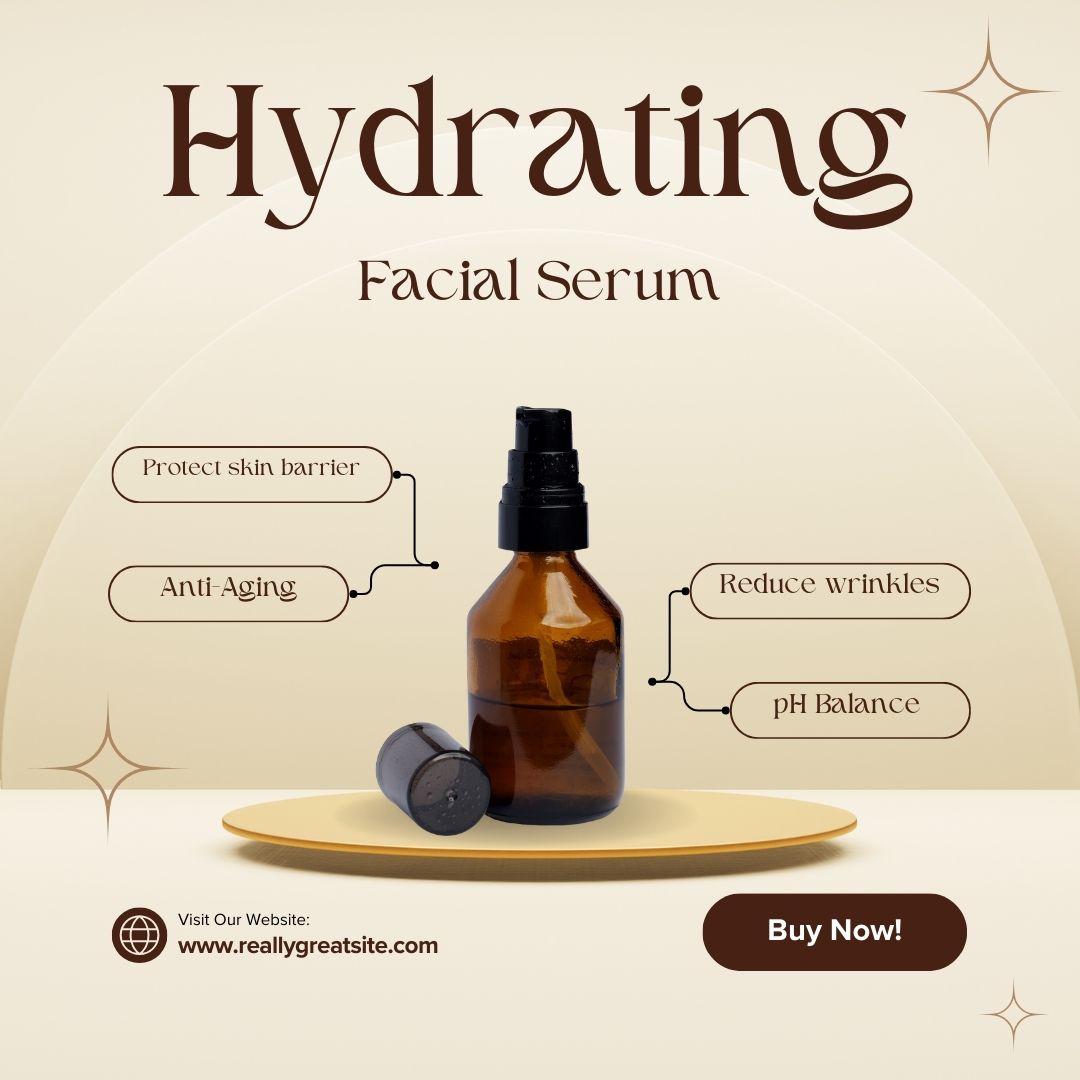 Hydrating
Facial Serum
Protect skin barrier
Anti-Aging
Reduce wrinkles
pH Balance
Visit Our Website:
www.reallygreatsite.com
Buy Now!